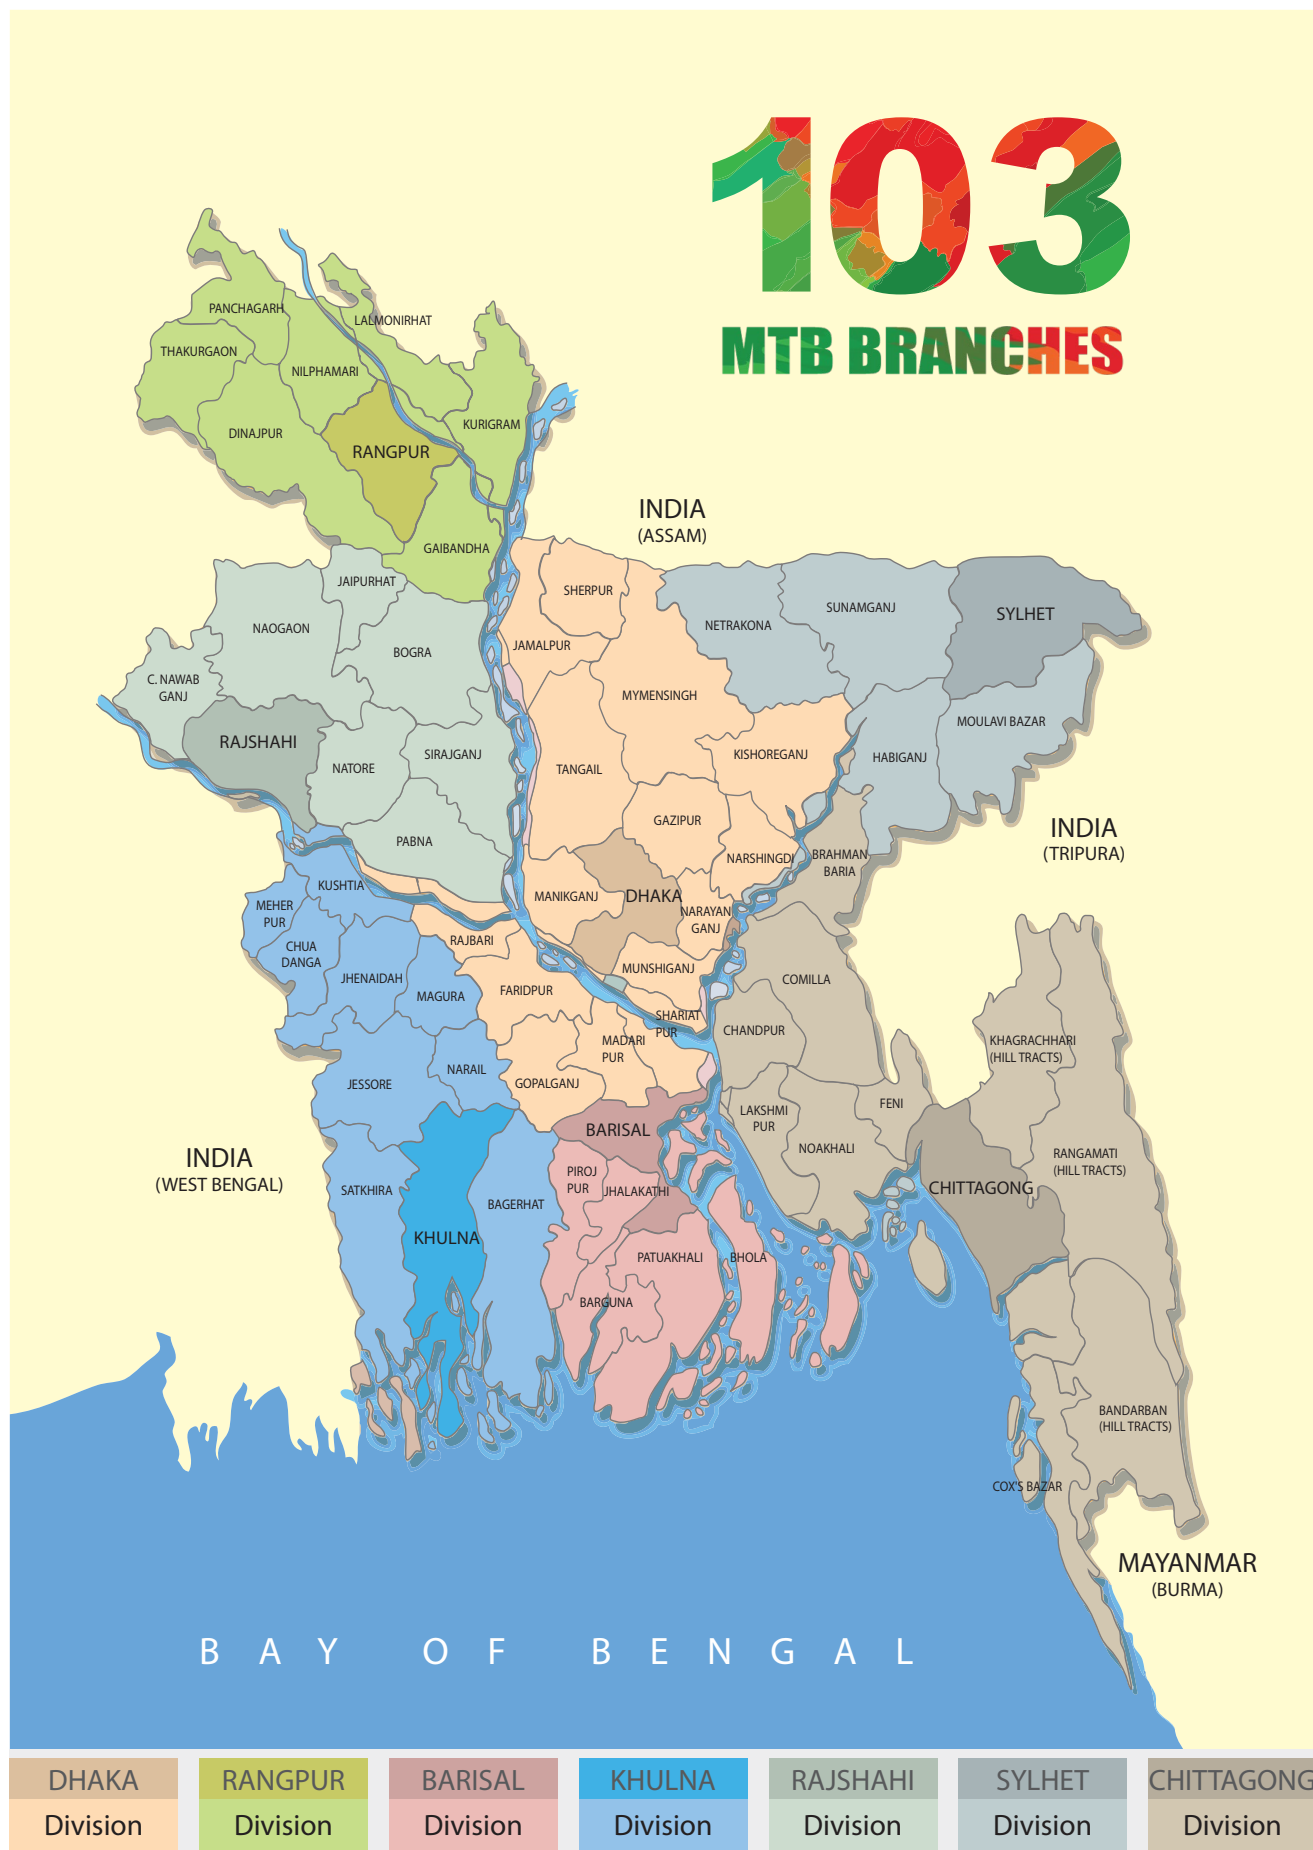 103
MTB BRANCHES
PANCHAGARH
LALMONIRHAT
THAKURGAON
NILPHAMARI
KURIGRAM
DINAJPUR
RANGPUR
GAIBANDHA
INDIA
(ASSAM)
JAIPURHAT
SHERPUR
NAOGAON
NETRAKONA
SUNAMGANJ
SYLHET
BOGRA
JAMALPUR
C. NAWAB
GANJ
MYMENSINGH
MOULAVI BAZAR
RAJSHAHI
NATORE
SIRAJGANJ
TANGAIL
KISHOREGANJ
HABIGANJ
GAZIPUR
PABNA
NARSHINGDI
BRAHMAN
BARIA
INDIA
(TRIPURA)
KUSHTIA
MANIKGANJ
DHAKA
MEHER
PUR
NARAYAN
GANJ
CHUA
DANGA
RAJBARI
JHENAIDAH
MUNSHIGANJ
MAGURA
FARIDPUR
COMILLA
SHARIAT
PUR
CHANDPUR
MADARI
PUR
KHAGRACHHARI
(HILL TRACTS)
NARAIL
JESSORE
GOPALGANJ
FENI
LAKSHMI
PUR
BARISAL
NOAKHALI
INDIA
(WEST BENGAL)
RANGAMATI
(HILL TRACTS)
PIROJ
PUR
JHALAKATHI
SATKHIRA
BAGERHAT
CHITTAGONG
KHULNA
PATUAKHALI
BHOLA
BARGUNA
BANDARBAN
(HILL TRACTS)
COX'S BAZAR
MAYANMAR
(BURMA)
BAY OF BENGAL
DHAKA
Division
RANGPUR
Division
BARISAL
Division
KHULNA
Division
RAJSHAHI
Division
SYLHET
Division
CHITTAGONG
Division